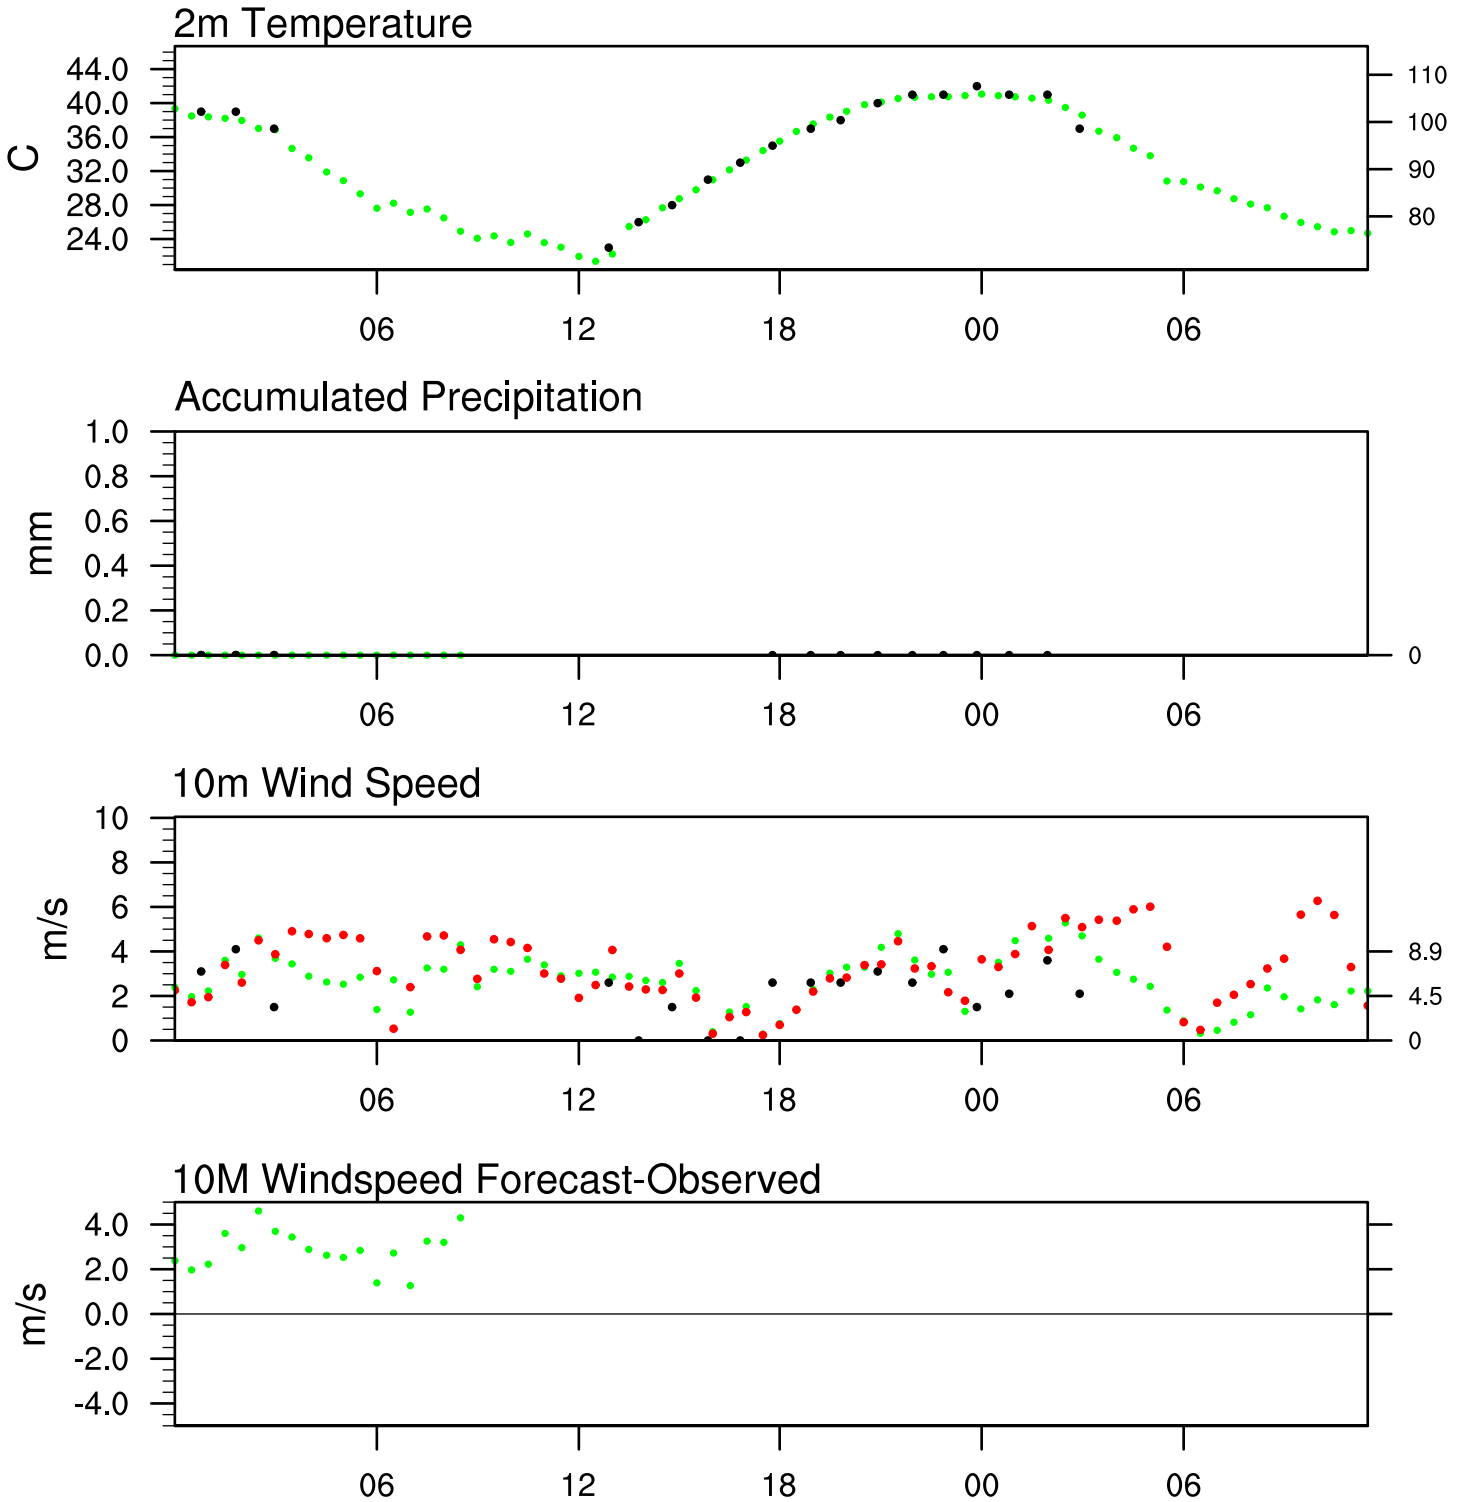 2m Temperature
44.0
40.0
36.0
32.0
28.0
24.0
C
110
100
90
80
06 12 18 00 06
Accumulated Precipitation
1.0
0.8
0.6
0.4
0.2
0.0
mm
0
06 12 18 00 06
10m Wind Speed
10
8
6
4
2
0
m/s
8.9
4.5
0
06 12 18 00 06
10M Windspeed Forecast-Observed
4.0
2.0
0.0
-2.0
-4.0
m/s
06 12 18 00 06